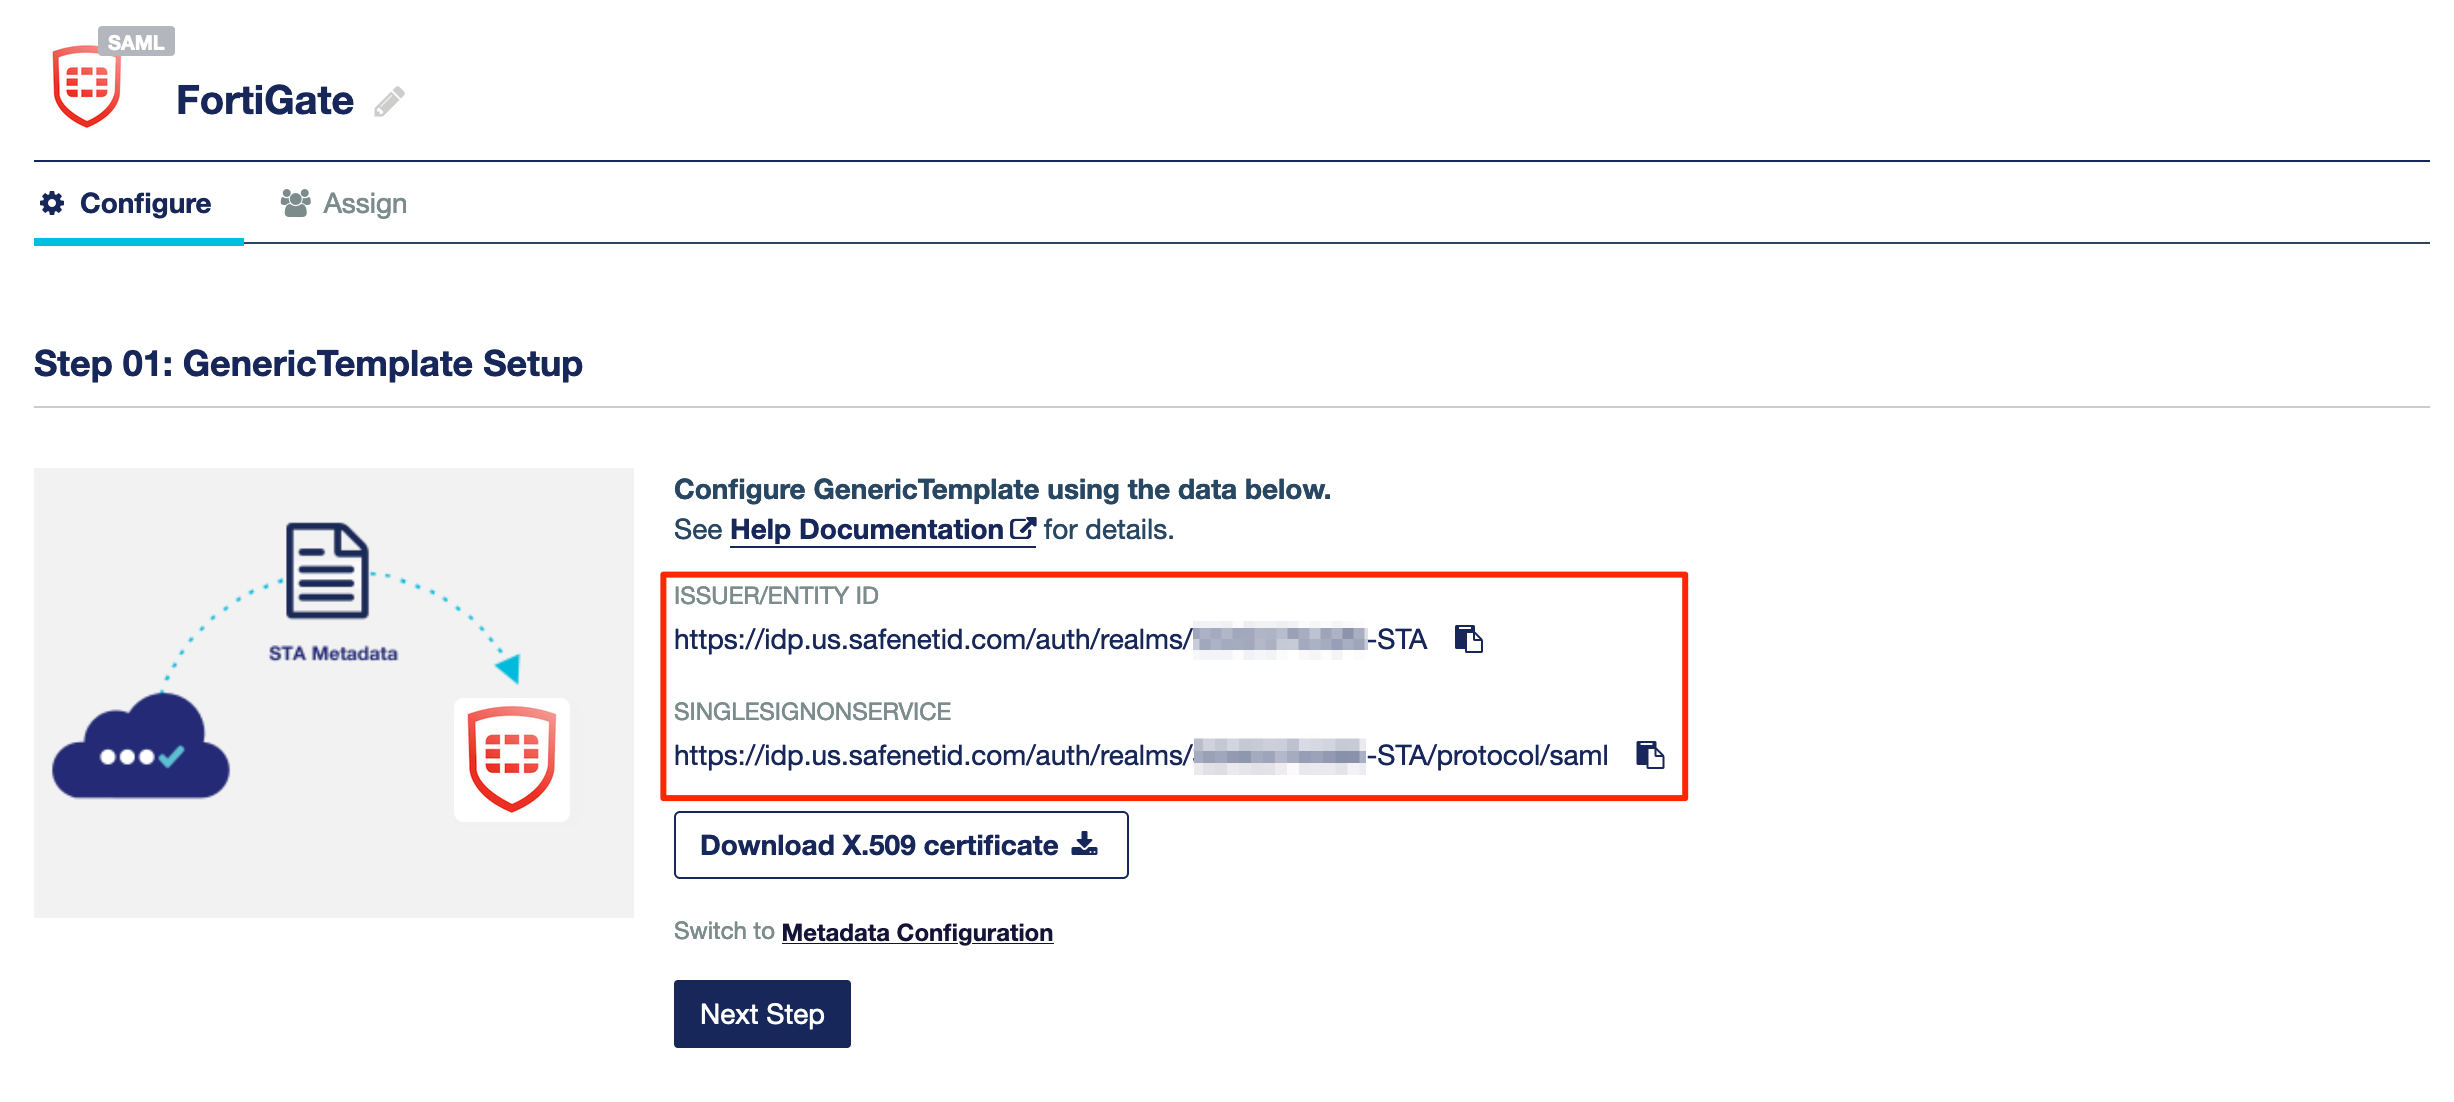 SAML
FortiGate
Configure
Assign
Step 01: GenericTemplate Setup
STA Metadata
Configure GenericTemplate using the data below.
See Help Documentation for details.
ISSUER/ENTITY ID
https://idp.us.safenetid.com/auth/realms/ -STA
SINGLESIGNONSERVICE
https://idp.us.safenetid.com/auth/realms/ -STA/protocol/saml
Download X.509 certificate
Switch to Metadata Configuration
Next Step